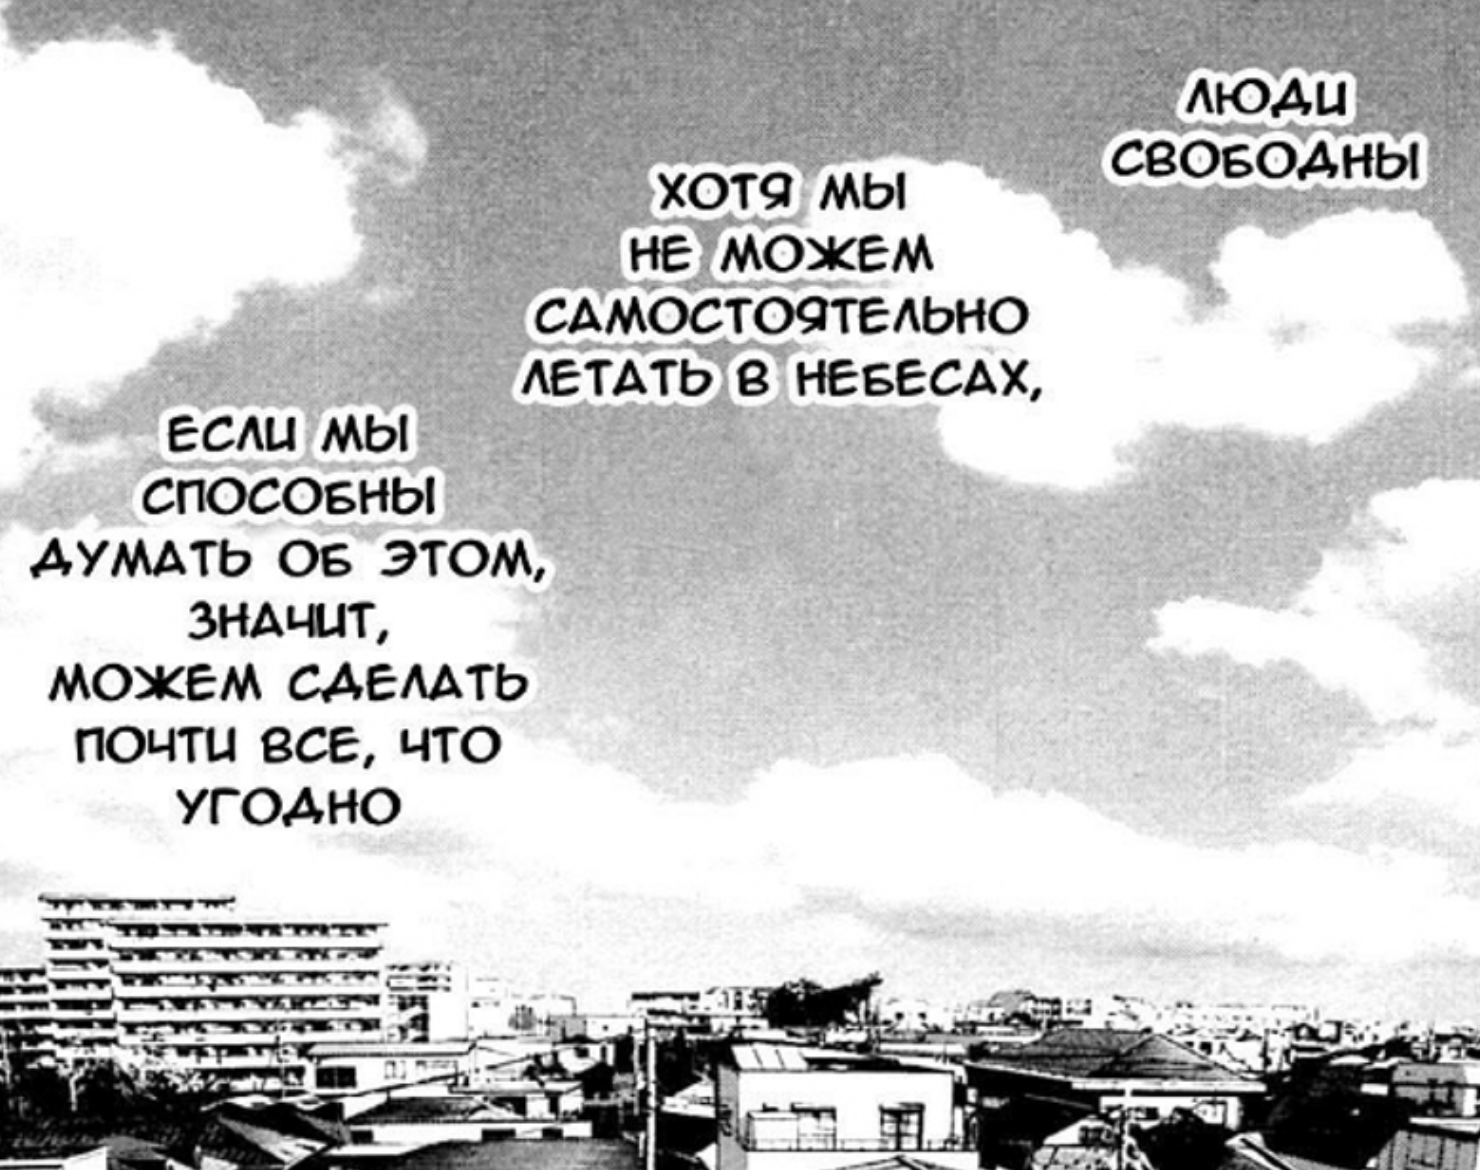 ЛЮДИ
СВОБОДНЫ
ХОТЯ МЫ
НЕ МОЖЕМ
САМОСТОЯТЕЛЬНО
ЛЕТАТЬ В НЕБЕСАХ,
ЕСЛИ МЫ
СПОСОБНЫ
ДУМАТЬ ОБ ЭТОМ,
ЗНАЧИТ,
МОЖЕМ СДЕЛАТЬ
ПОЧТИ ВСЕ, ЧТО
УГОДНО